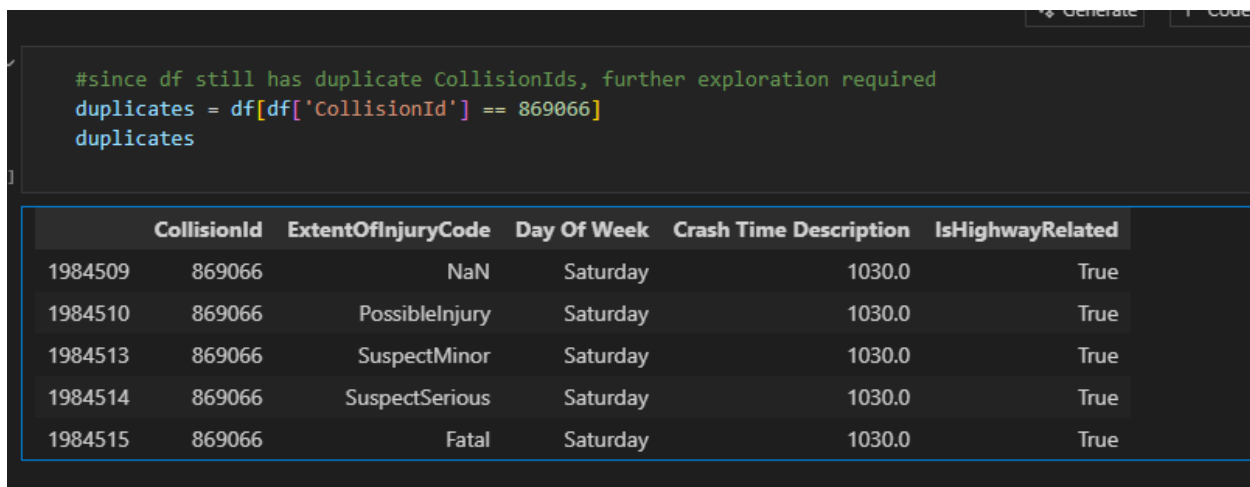 Generate Code
#since df still has duplicate CollisionIds, further exploration required
duplicates = df[df['CollisionId'] == 869066]
duplicates
]
CollisionId ExtentOfInjuryCode Day Of Week Crash Time Description IsHighwayRelated
1984509 869066 NaN Saturday 1030.0 True
1984510 869066 PossibleInjury Saturday 1030.0 True
1984513 869066 SuspectMinor Saturday 1030.0 True
1984514 869066 SuspectSerious Saturday 1030.0 True
1984515 869066 Fatal Saturday 1030.0 True